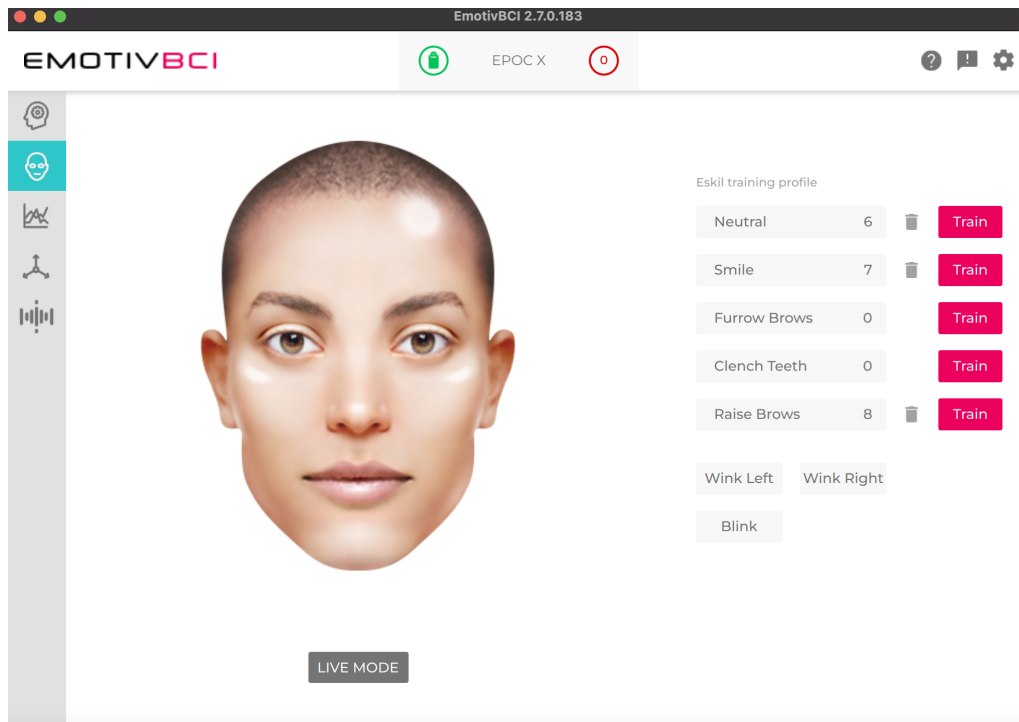 EmotivBCI 2.7.0.183
EMOTIVBCI
EPOC X
0
?
!
Eskil training profile
Neutral 6 Train
Smile 7 Train
Furrow Brows 0 Train
Clench Teeth 0 Train
Raise Brows 8 Train
Wink Left Wink Right
Blink
LIVE MODE